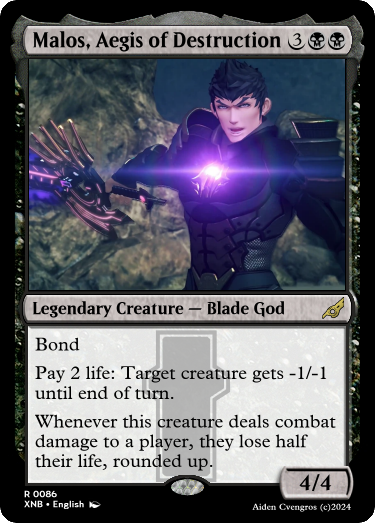 Malos, Aegis of Destruction 3
Legendary Creature — Blade God
Bond
Pay 2 life: Target creature gets -1/-1
until end of turn.
Whenever this creature deals combat
damage to a player, they lose half
their life, rounded up.
4/4
R 0086
XNB • English
Aiden Cvengros (c)2024